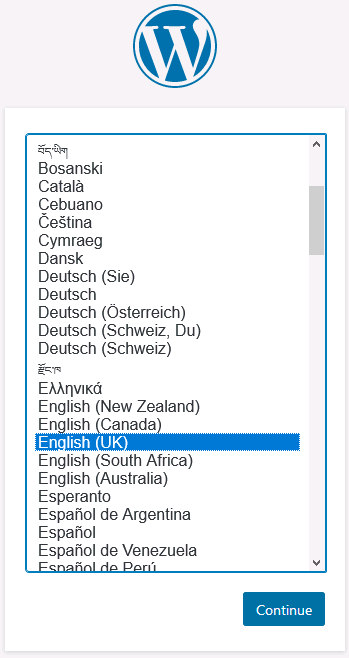 བོད་ཡིག
Bosanski
Català
Cebuano
Čeština
Cymraeg
Dansk
Deutsch (Sie)
Deutsch
Deutsch (Österreich)
Deutsch (Schweiz, Du)
Deutsch (Schweiz)
རྫོང་ཁ
Ελληνικά
English (New Zealand)
English (Canada)
English (UK)
English (South Africa)
English (Australia)
Esperanto
Español de Argentina
Español
Español de Venezuela
Español de Perú
Continue